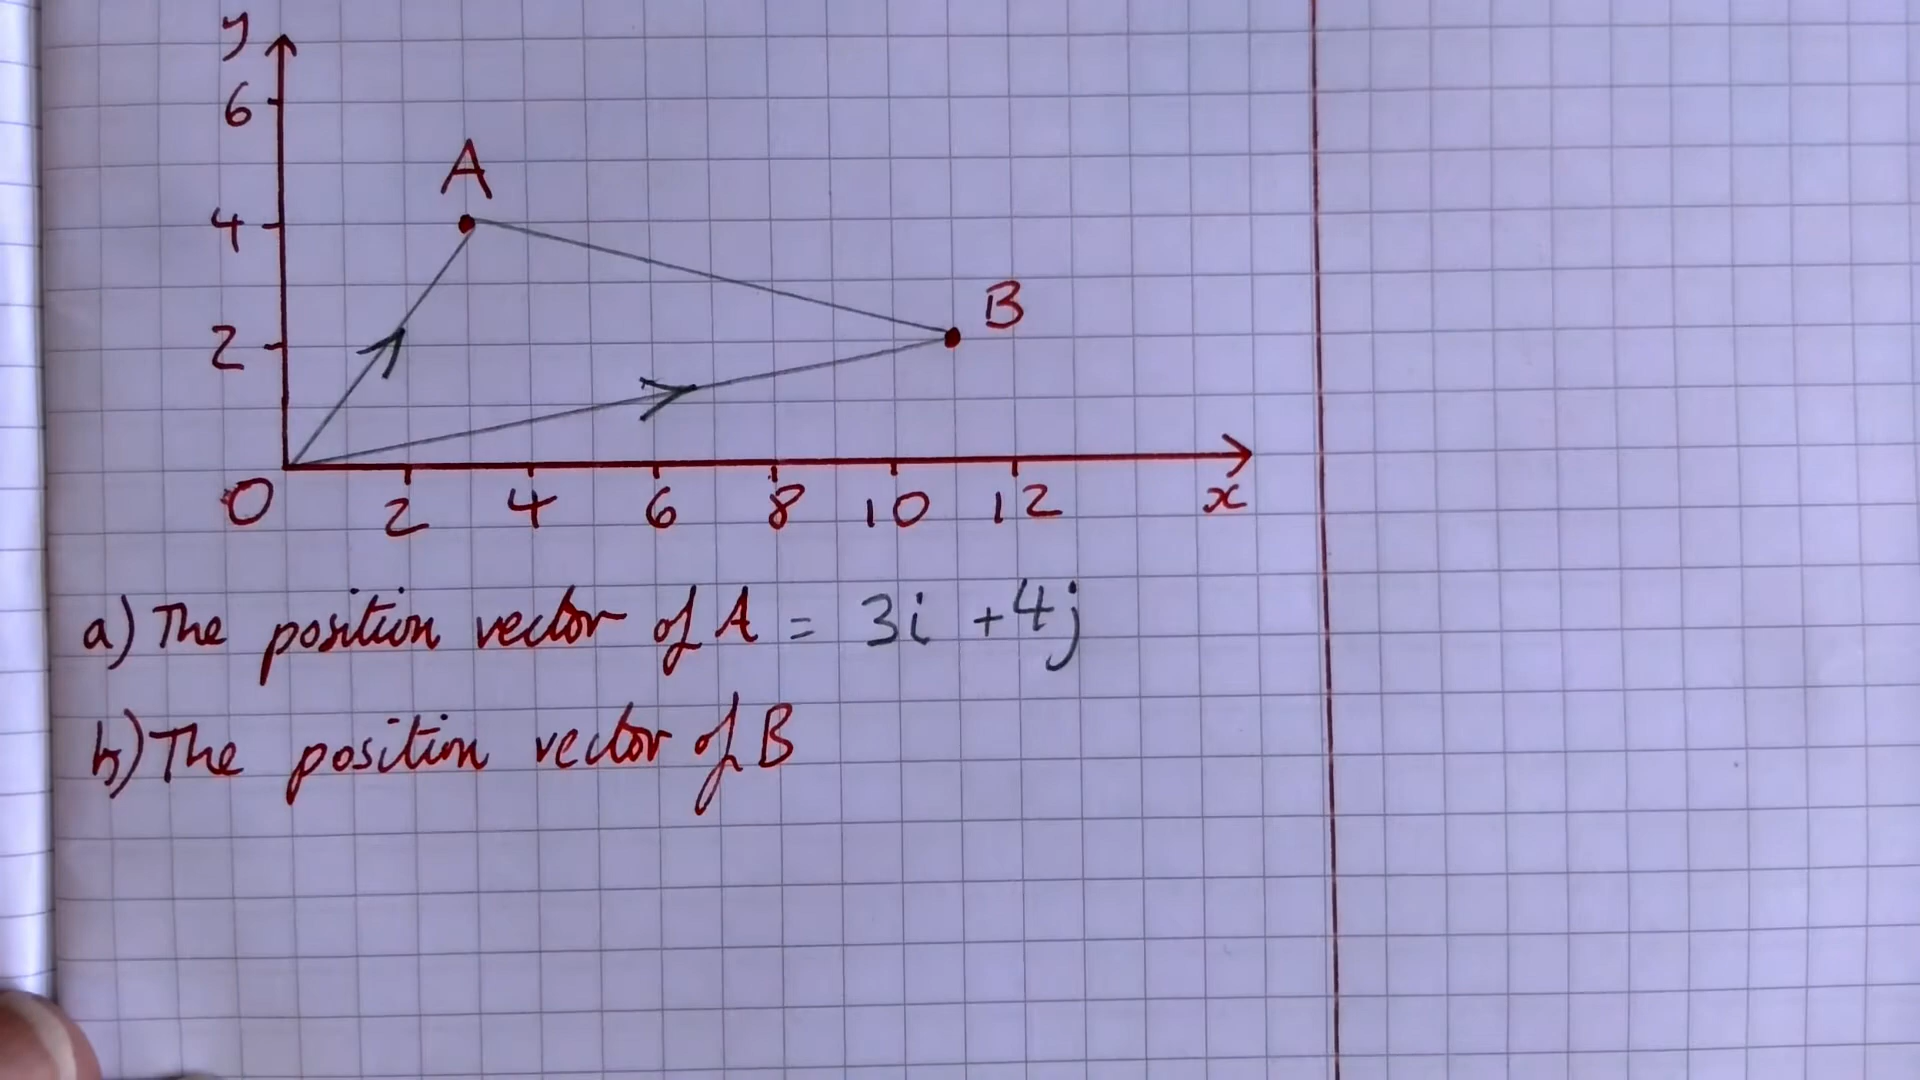 y
6
A
4
B
2
O 2 4 6 8 10 12 x
a) The position vector of A = 3i + 4j
b) The position vector of B